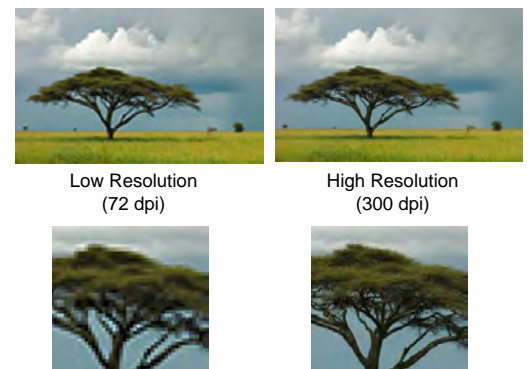 Low Resolution
(72 dpi)
High Resolution
(300 dpi)